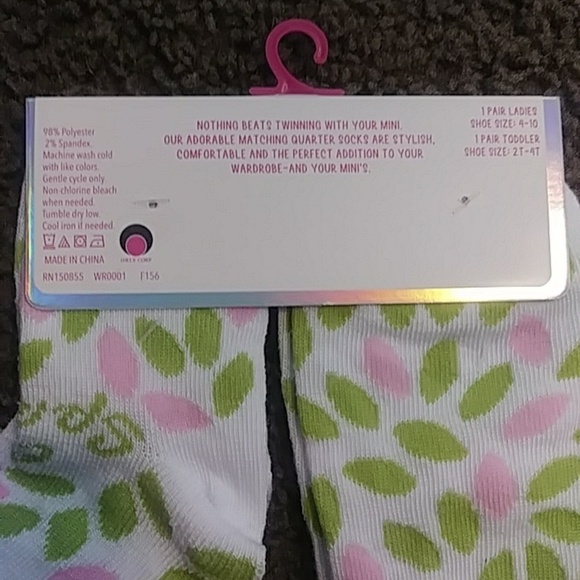 98% Polyester
2% Spandex.
Machine wash cold
with like colors.
Gentle cycle only.
Non-chlorine bleach
when needed.
Tumble dry low.
Cool iron if needed.
MADE IN CHINA
RN150855 WR0001 F156
NOTHING BEATS TWINNING WITH YOUR MINI.
OUR ADORABLE MATCHING QUARTER SOCKS ARE STYLISH,
COMFORTABLE AND THE PERFECT ADDITION TO YOUR
WARDROBE-AND YOUR MINI'S.
1 PAIR LADIES
SHOE SIZE: 4-10
1 PAIR TODDLER
SHOE SIZE: 2T-4T